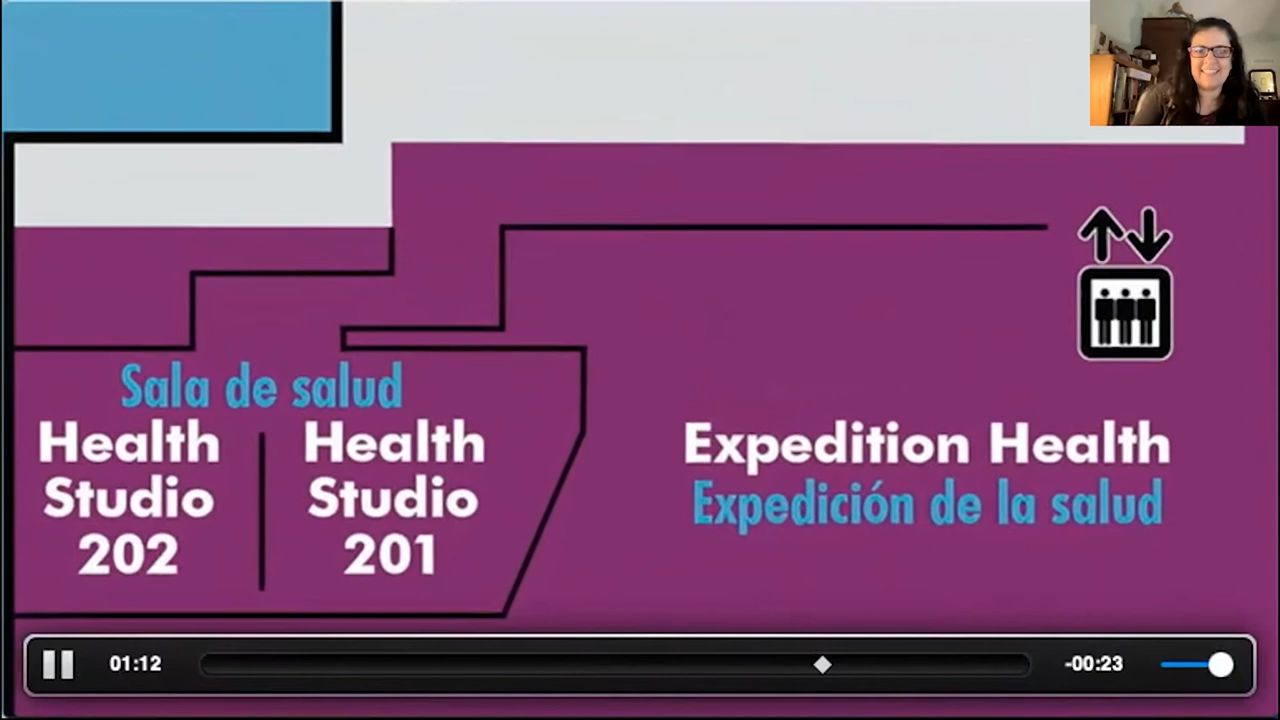 Sala de salud
Health
Studio
202
Health
Studio
201
Expedition Health
Expedición de la salud
01:12
-00:23